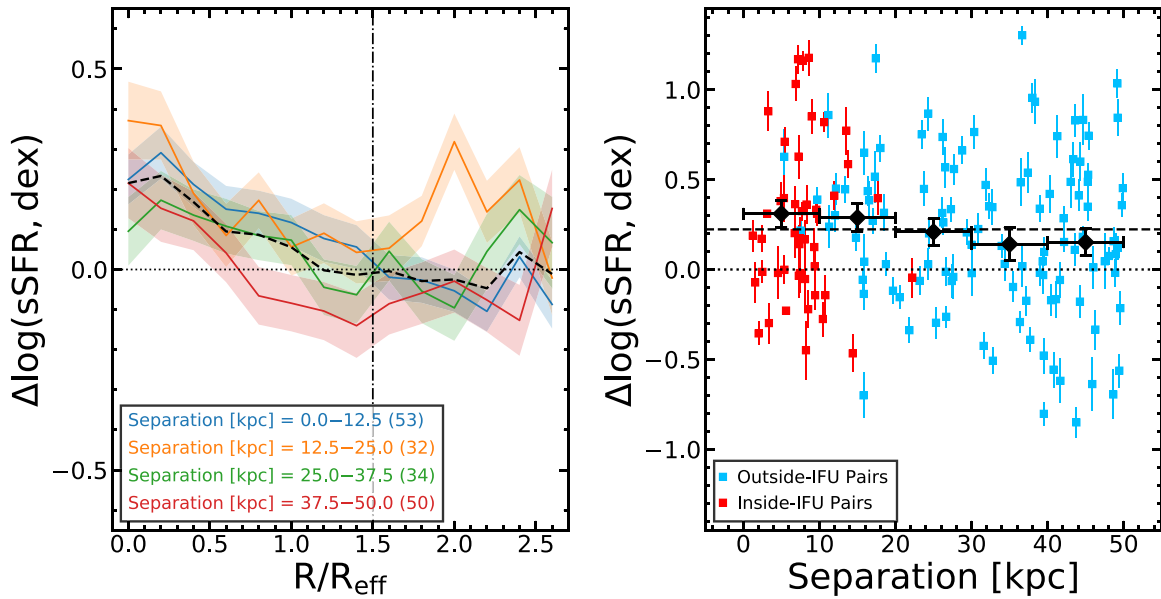 Δlog(sSFR, dex)
0.5
0.0
−0.5
Separation [kpc] = 0.0−12.5 (53)
Separation [kpc] = 12.5−25.0 (32)
Separation [kpc] = 25.0−37.5 (34)
Separation [kpc] = 37.5−50.0 (50)
0.0 0.5 1.0 1.5 2.0 2.5
R/Reff
Δlog(sSFR, dex)
1.0
0.5
0.0
−0.5
−1.0
Outside-IFU Pairs
Inside-IFU Pairs
0 10 20 30 40 50
Separation [kpc]